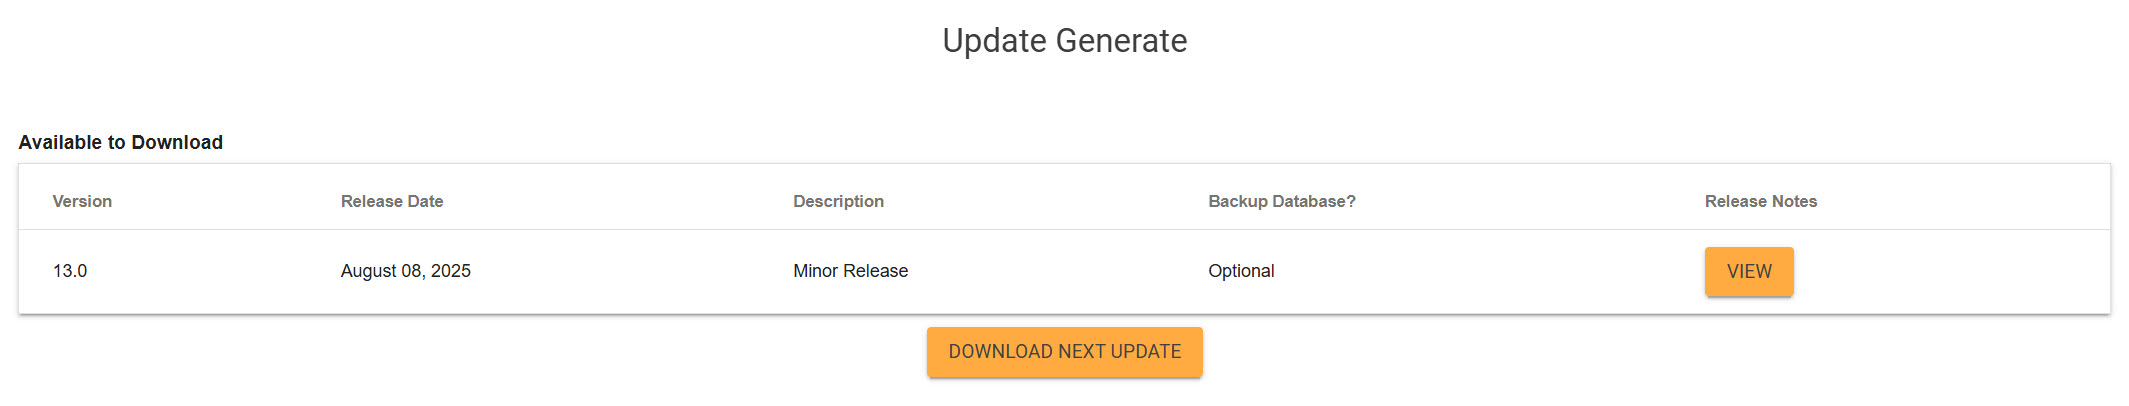 Update Generate
Available to Download
Version Release Date Description Backup Database? Release Notes
13.0 August 08, 2025 Minor Release Optional VIEW
DOWNLOAD NEXT UPDATE